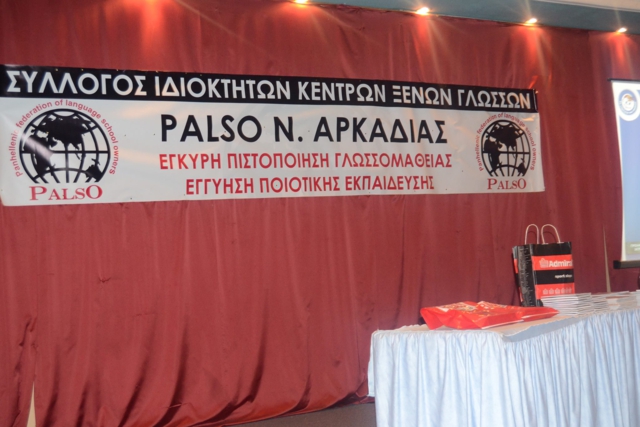 ΣΥΛΛΟΓΟΣ ΙΔΙΟΚΤΗΤΩΝ ΚΕΝΤΡΩΝ ΞΕΝΩΝ ΓΛΩΣΣΩΝ
Panhellenic federation of language school owners
PALSO
PALSO Ν. ΑΡΚΑΔΙΑΣ
ΕΓΚΥΡΗ ΠΙΣΤΟΠΟΙΗΣΗ ΓΛΩΣΣΟΜΑΘΕΙΑΣ
ΕΓΓΥΗΣΗ ΠΟΙΟΤΙΚΗΣ ΕΚΠΑΙΔΕΥΣΗΣ
Panhellenic federation of language school owners
PALSO